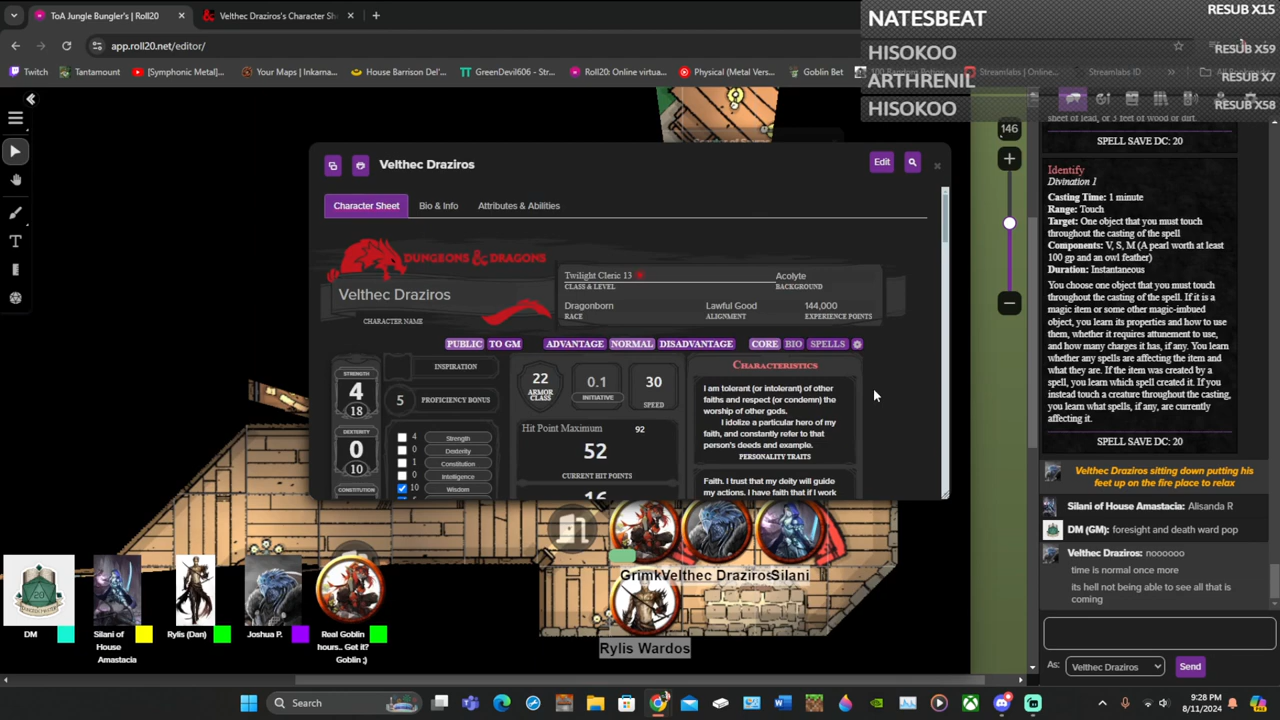 ToA Jungle Bungler's | Roll20
Velthec Draziros's Character Sh
app.roll20.net/editor/
Twitch
Tantamount
[Symphonic Metal]...
Your Maps | Inkarna...
House Barrison Del'...
GreenDevil606 - Str...
Roll20: Online virtua...
Physical (Metal Vers...
Goblin Bet
Streamlabs | Online...
Streamlabs ID
NATESBEAT
RESUB X15
HISOKOO
RESUB X59
ARTHRENIL
RESUB X7
HISOKOO
RESUB X58
Velthec Draziros
Edit
Character Sheet
Bio & Info
Attributes & Abilities
DUNGEONS & DRAGONS
Twilight Cleric 13
CLASS & LEVEL
Acolyte
BACKGROUND
Velthec Draziros
CHARACTER NAME
Dragonborn
RACE
Lawful Good
ALIGNMENT
144,000
EXPERIENCE POINTS
PUBLIC
TO GM
ADVANTAGE
NORMAL
DISADVANTAGE
CORE
BIO
SPELLS
STRENGTH
4
18
DEXTERITY
0
10
CONSTITUTION
INSPIRATION
5
PROFICIENCY BONUS
4 Strength
0 Dexterity
1 Constitution
0 Intelligence
10 Wisdom
22
ARMOR
CLASS
0.1
INITIATIVE
30
SPEED
Hit Point Maximum
92
52
CURRENT HIT POINTS
16
CHARACTERISTICS
I am tolerant (or intolerant) of other
faiths and respect (or condemn) the
worship of other gods.
I idolize a particular hero of my
faith, and constantly refer to that
person's deeds and example.
PERSONALITY TRAITS
Faith. I trust that my deity will guide
my actions. I have faith that if I work
146
sheet of lead, or 3 feet of wood or dirt.
SPELL SAVE DC: 20
Identify
Divination 1
Casting Time: 1 minute
Range: Touch
Target: One object that you must touch
throughout the casting of the spell
Components: V, S, M (A pearl worth at least
100 gp and an owl feather)
Duration: Instantaneous
You choose one object that you must touch
throughout the casting of the spell. If it is a
magic item or some other magic-imbued
object, you learn its properties and how to use
them, whether it requires attunement to use,
and how many charges it has, if any. You learn
whether any spells are affecting the item and
what they are. If the item was created by a
spell, you learn which spell created it. If you
instead touch a creature throughout the casting,
you learn what spells, if any, are currently
affecting it.
SPELL SAVE DC: 20
Velthec Draziros sitting down putting his
feet up on the fire place to relax
Silani of House Amastacia: Alisanda R
DM (GM): foresight and death ward pop
Velthec Draziros: noooooo
time is normal once more
its hell not being able to see all that is
coming
As:
Velthec Draziros
Send
Grimk
Velthec Draziros
Silani
Rylis Wardos
DM
Silani of
House
Amastacia
Rylis (Dan)
Joshua P.
Real Goblin
hours.. Get it?
Goblin ;)
Search
9:28 PM
8/11/2024